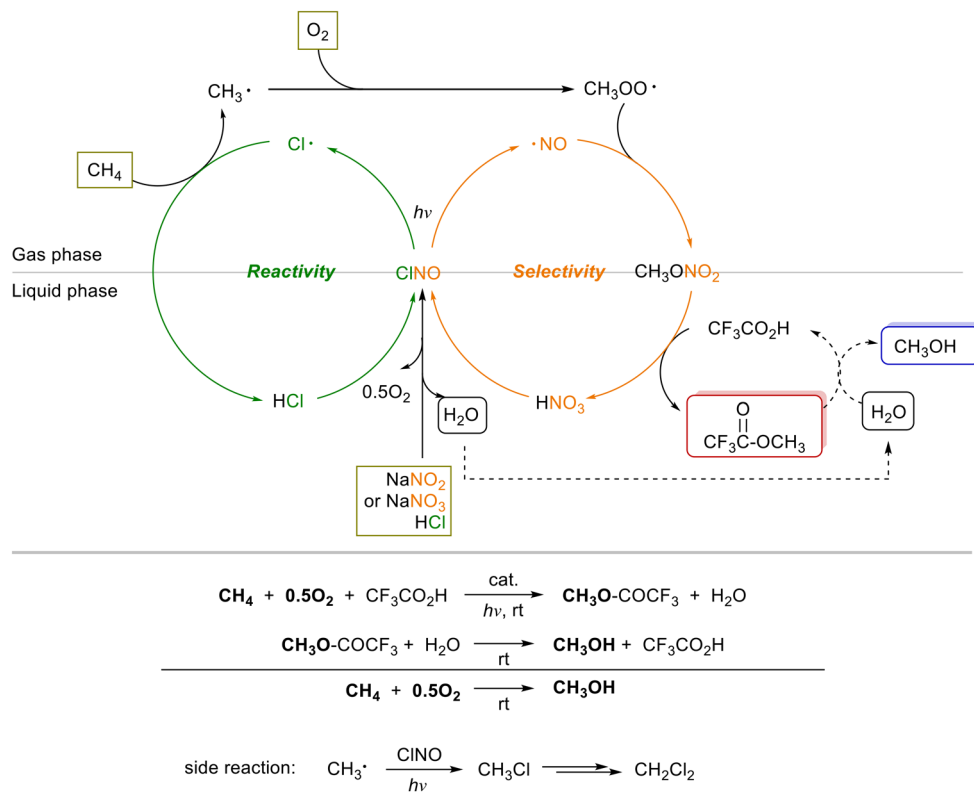 O₂
CH₃· CH₃OO·
Cl· ·NO
CH₄
hν
Gas phase
Reactivity ClNO Selectivity CH₃ONO₂
Liquid phase
CF₃CO₂H
CH₃OH
0.5O₂
HCl HNO₃
H₂O H₂O
O
CF₃C-OCH₃
NaNO₂
or NaNO₃
HCl
cat.
CH₄ + 0.5O₂ + CF₃CO₂H CH₃O-COCF₃ + H₂O
hν, rt
CH₃O-COCF₃ + H₂O CH₃OH + CF₃CO₂H
rt
CH₄ + 0.5O₂ CH₃OH
rt
ClNO
side reaction: CH₃· CH₃Cl CH₂Cl₂
hν